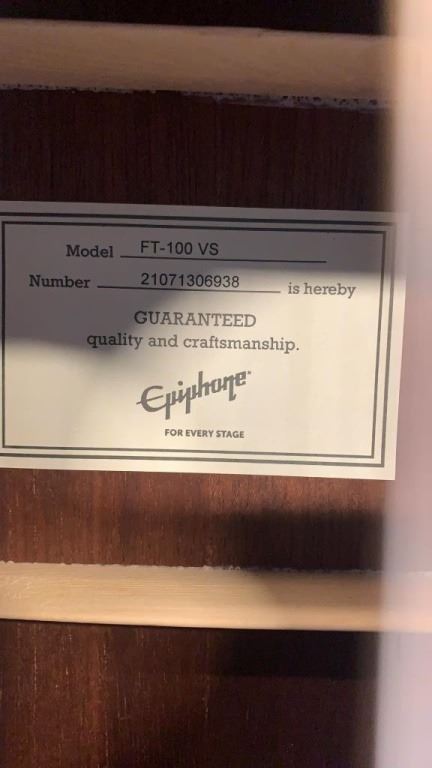 Model FT-100 VS
Number 21071306938 is hereby
GUARANTEED
quality and craftsmanship.
Epiphone
FOR EVERY STAGE